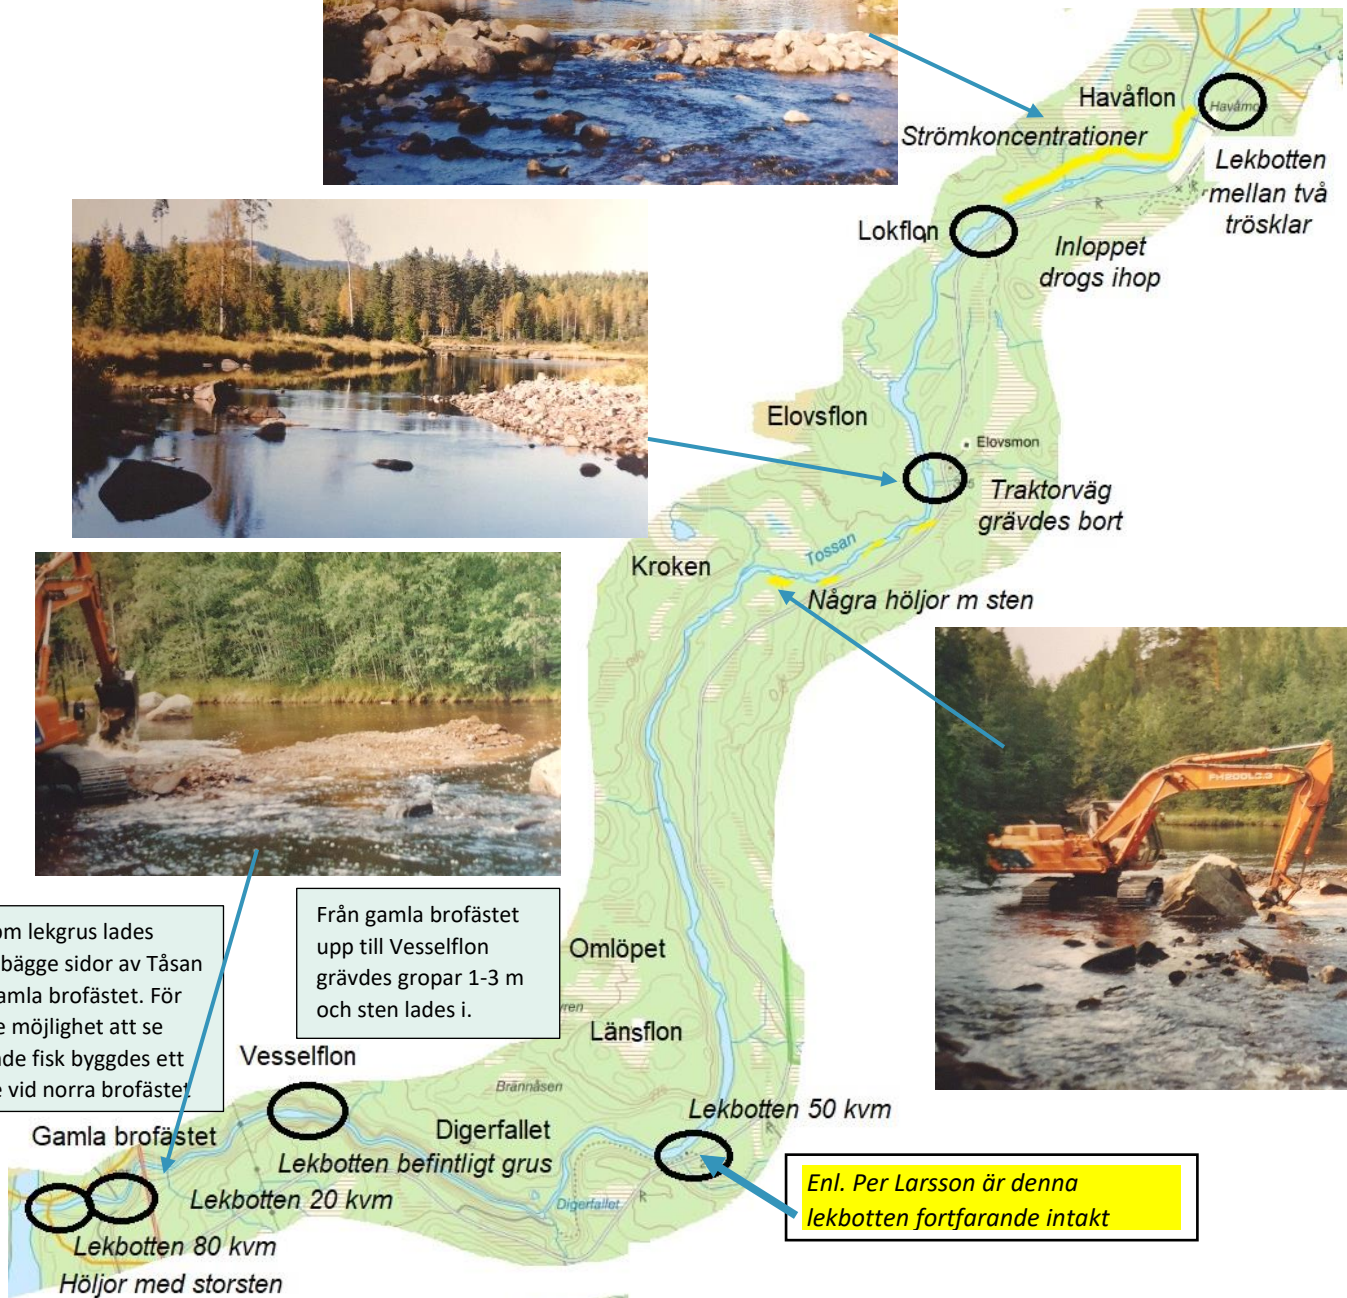 Havåflon
Havåmon
Strömkoncentrationer
Lekbotten
mellan två
trösklar
R
Lokflon
Inloppet
drogs ihop
Elovsflon
Elovsmon
Traktorväg
grävdes bort
Tossan
Kroken
Några höljor m sten
FH200LC.3
om lekgrus lades
bägge sidor av Tåsan
amla brofästet. För
e möjlighet att se
de fisk byggdes ett
e vid norra brofästet
Från gamla brofästet
upp till Vesselflon
grävdes gropar 1-3 m
och sten lades i.
Omlöpet
Länsflon
Vesselflon
Brännåsen
Lekbotten 50 kvm
R
Gamla brofästet
Digerfallet
Lekbotten befintligt grus
Lekbotten 20 kvm
Digerfallet
R
Enl. Per Larsson är denna
lekbotten fortfarande intakt
Lekbotten 80 kvm
Höljor med storsten